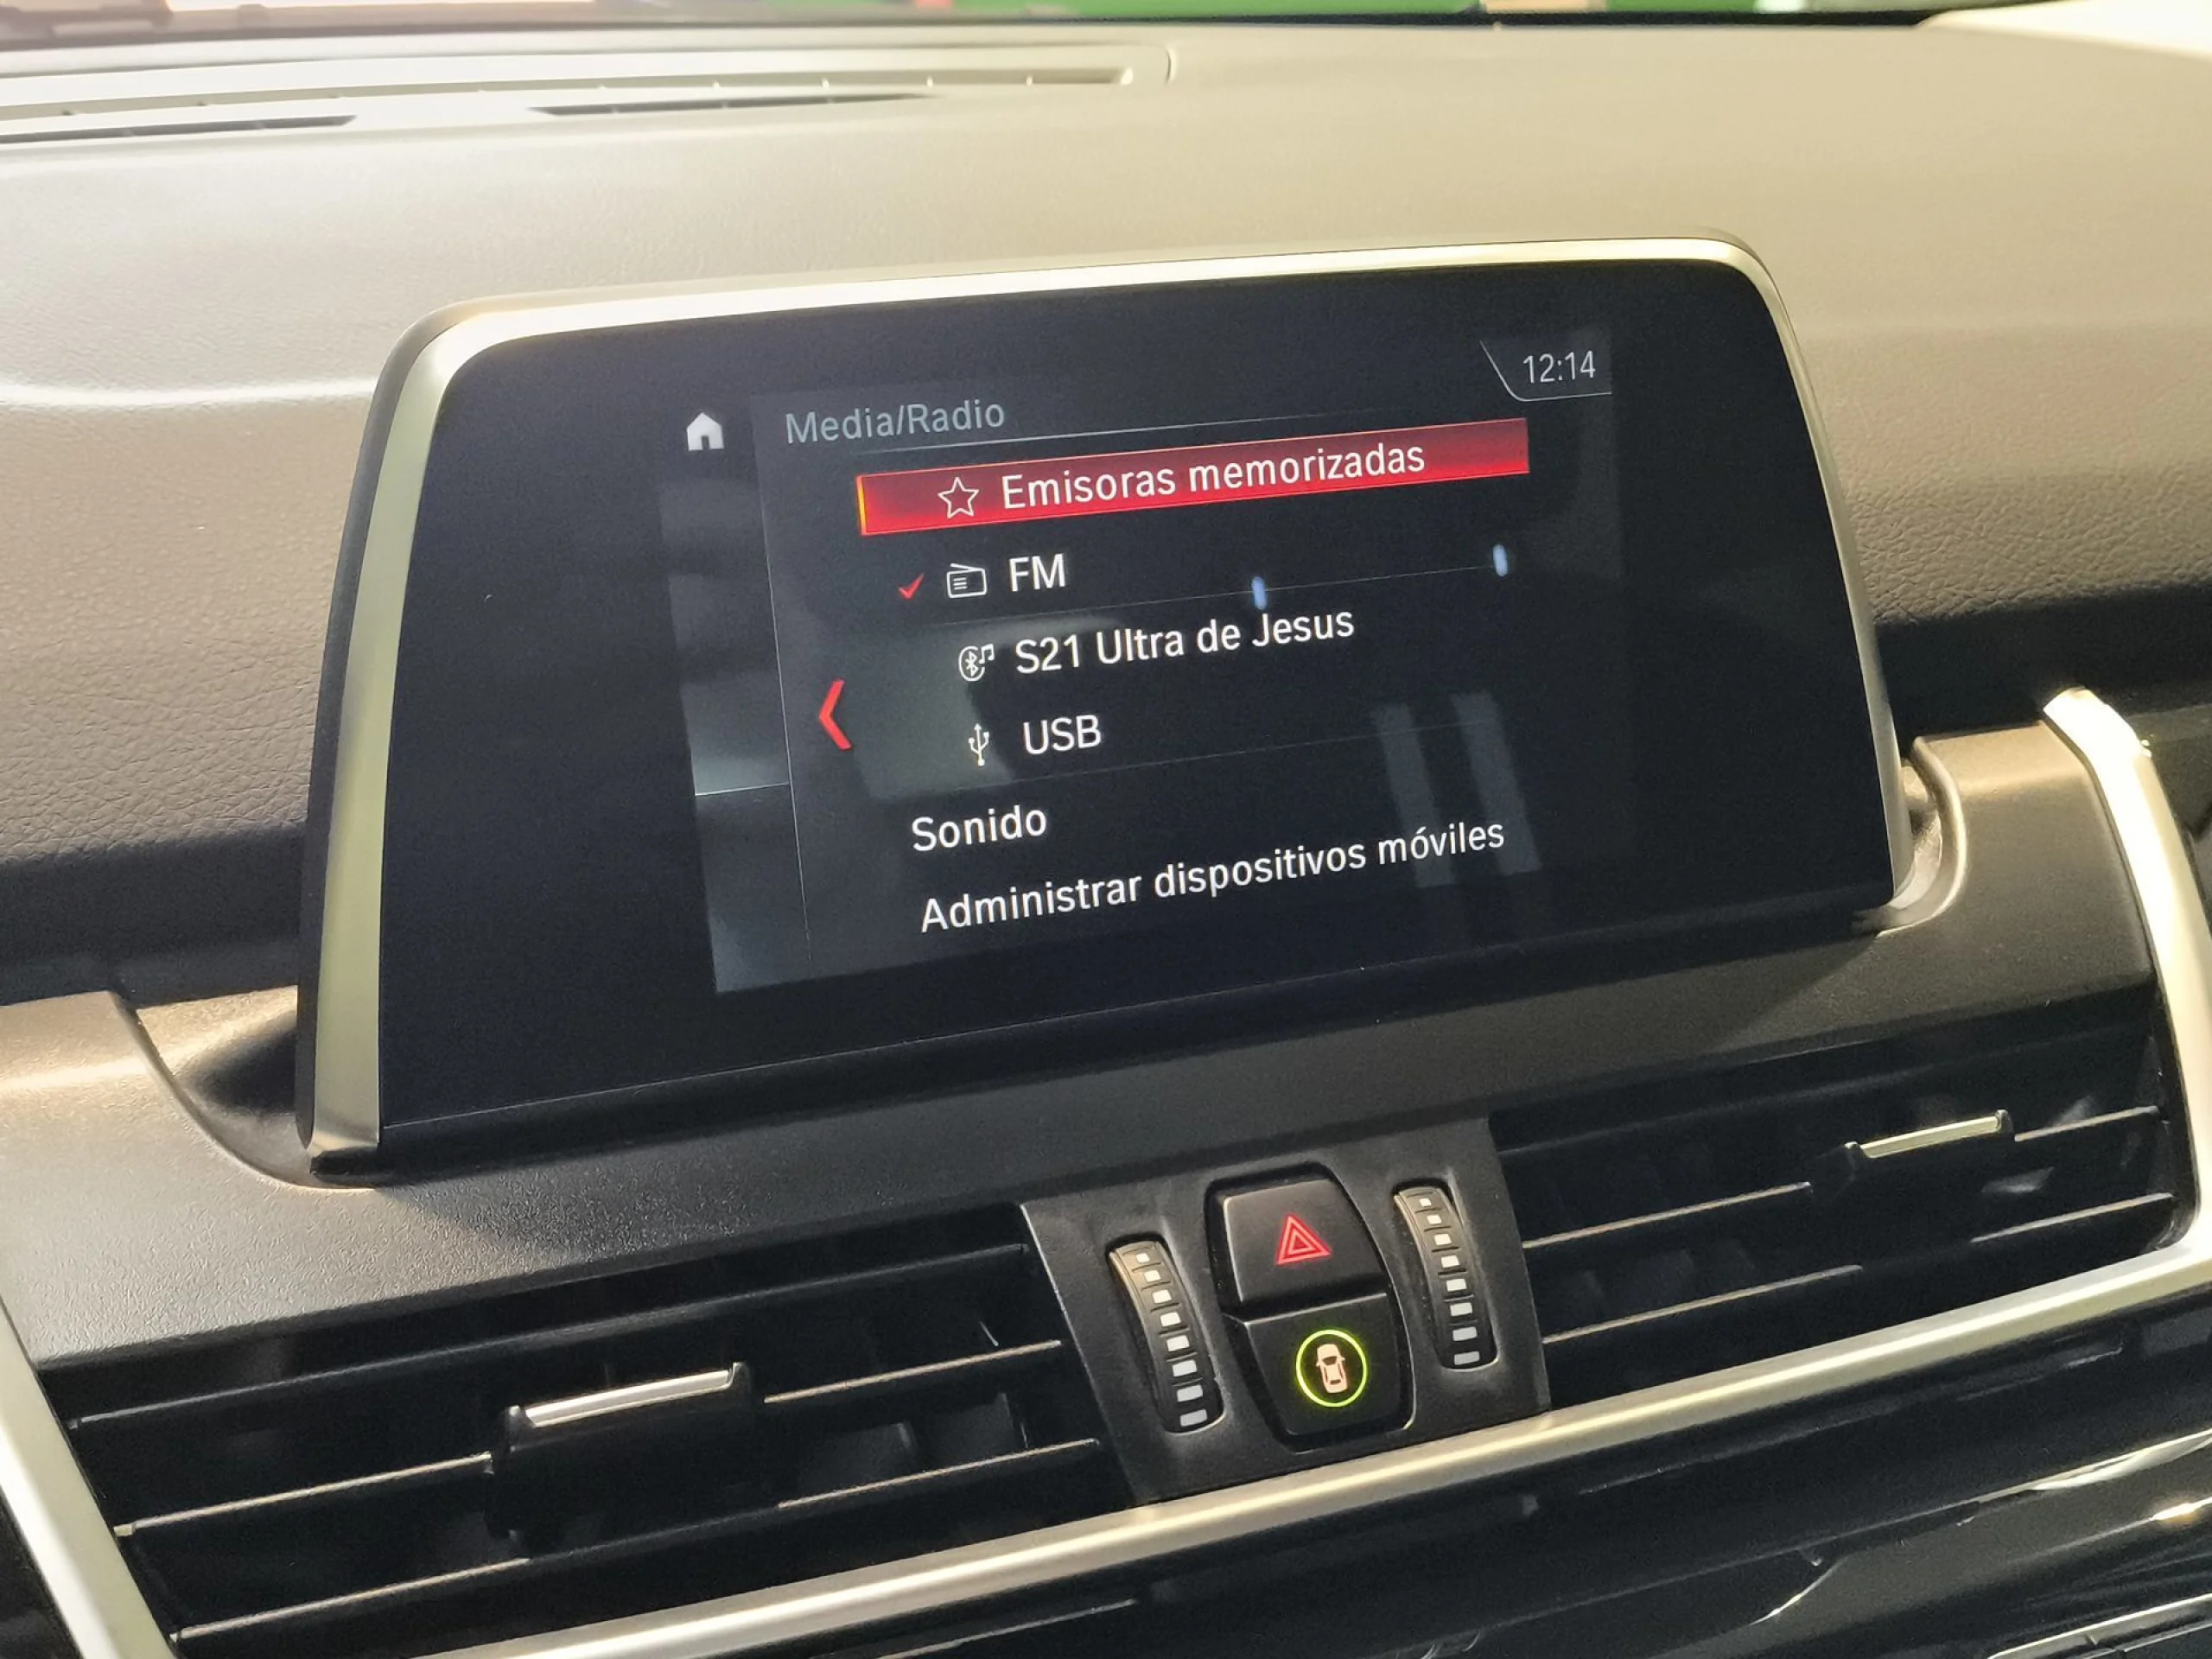 12:14
Media/Radio
Emisoras memorizadas
FM
S21 Ultra de Jesus
USB
Sonido
Administrar dispositivos móviles